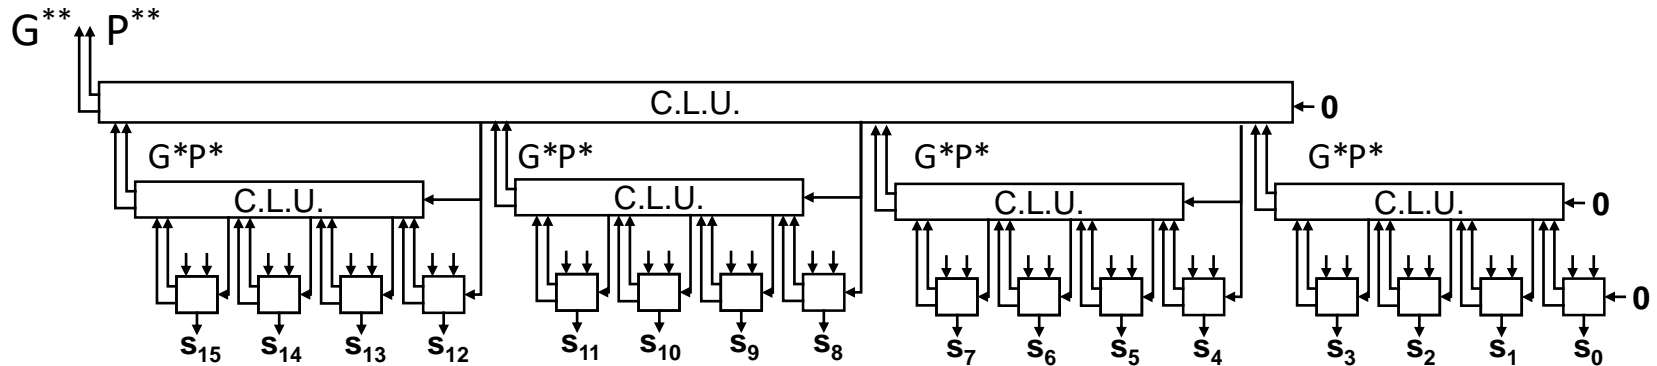 G** P**
C.L.U. 0
G*P* G*P* G*P* G*P*
C.L.U. C.L.U. C.L.U. C.L.U. 0
0
s15 s14 s13 s12 s11 s10 s9 s8 s7 s6 s5 s4 s3 s2 s1 s0